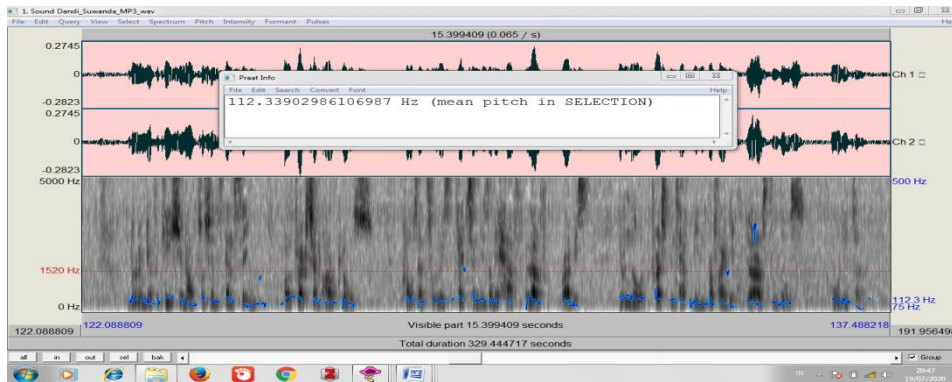 1. Sound Dandi_Suwanda_MP3_wav
File Edit Query View Select Spectrum Pitch Intensity Formant Pulses
15.399409 (0.065 / s)
0.2745
0
-0.2823
Ch 1
Praat Info
File Edit Search Convert Font Help
112.33902986106987 Hz (mean pitch in SELECTION)
0.2745
0
-0.2823
Ch 2
5000 Hz
500 Hz
1520 Hz
0 Hz
112.3 Hz
75 Hz
122.088809
122.088809
Visible part 15.399409 seconds
137.488218
Total duration 329.444717 seconds
all in out sel bak
Group
IN
20:47
19/07/2020